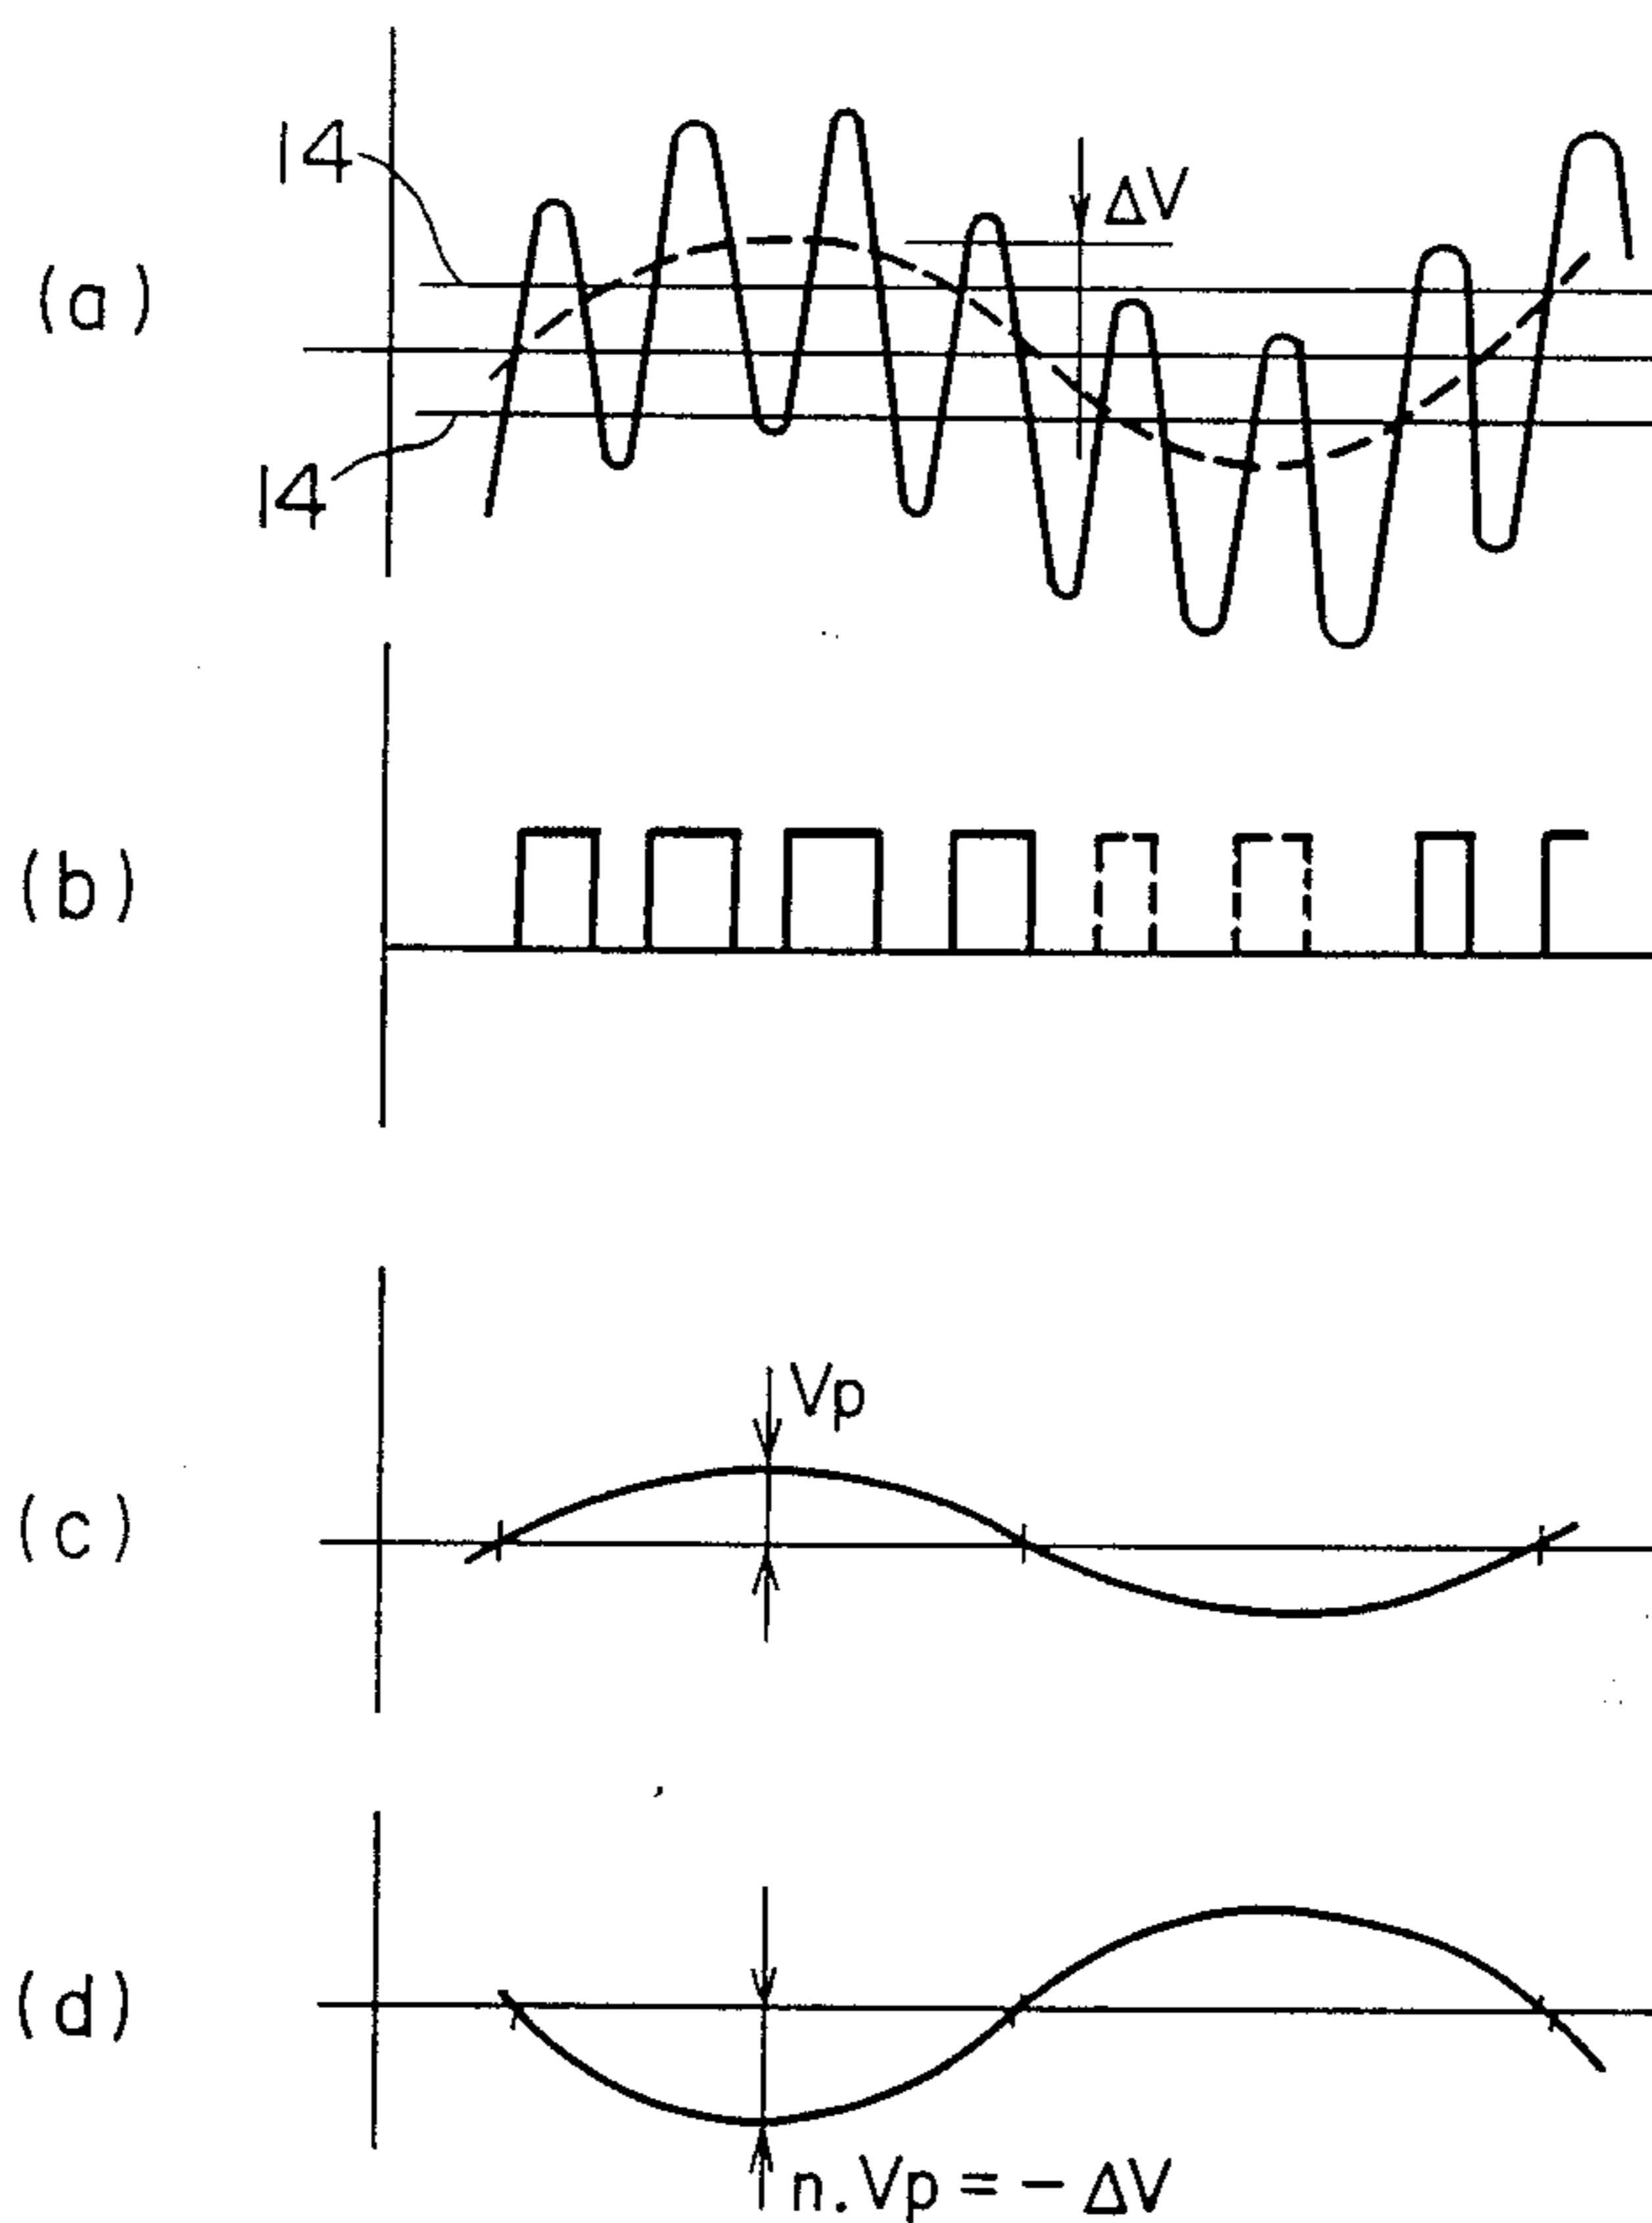 14
ΔV
(a)
14
(b)
Vp
(c)
(d)
n.Vp = - ΔV